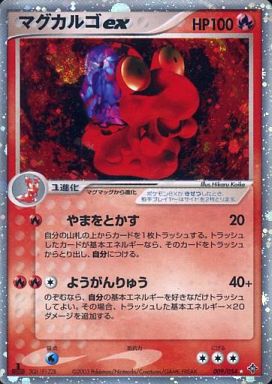 マグカルゴex HP100
Illus. Hikaru Koike
1進化 マグマッグから進化
ポケモンexがきぜつしたとき、
相手プレイヤーはサイドを2枚とる。
やまをとかす 20
自分の山札の上からカードを1枚トラッシュする。トラッシュ
したカードが基本エネルギーなら、そのカードをトラッシュ
からとり出し、自分につける。
ようがんりゅう 40+
のぞむなら、自分の基本エネルギーを好きなだけトラッシュ
してよい。その場合、トラッシュした基本エネルギーの数×20
ダメージを追加。
©2003 Pokémon/Nintendo/Creatures/GAME FREAK.
009/054